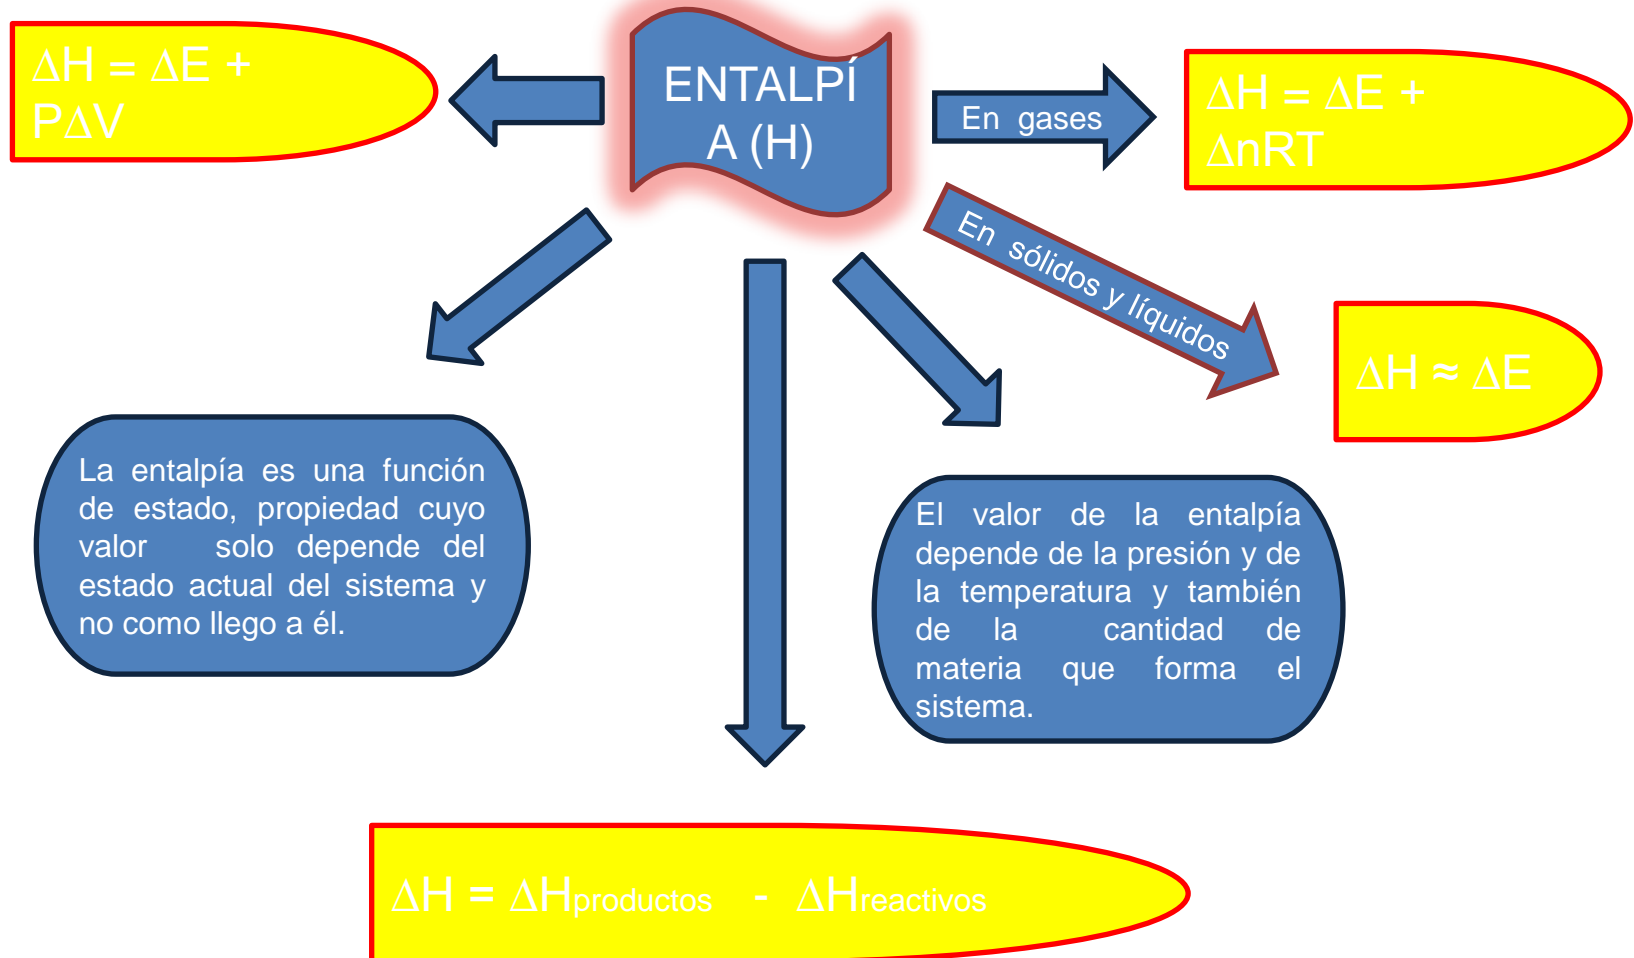 ΔH = ΔE +
PΔV
ENTALPÍ
A (H)
En gases
ΔH = ΔE +
ΔnRT
En sólidos y líquidos
ΔH ≈ ΔE
La entalpía es una función
de estado, propiedad cuyo
valor solo depende del
estado actual del sistema y
no como llego a él.
El valor de la entalpía
depende de la presión y de
la temperatura y también
de la cantidad de
materia que forma el
sistema.
ΔH = ΔHproductos - ΔHreactivos